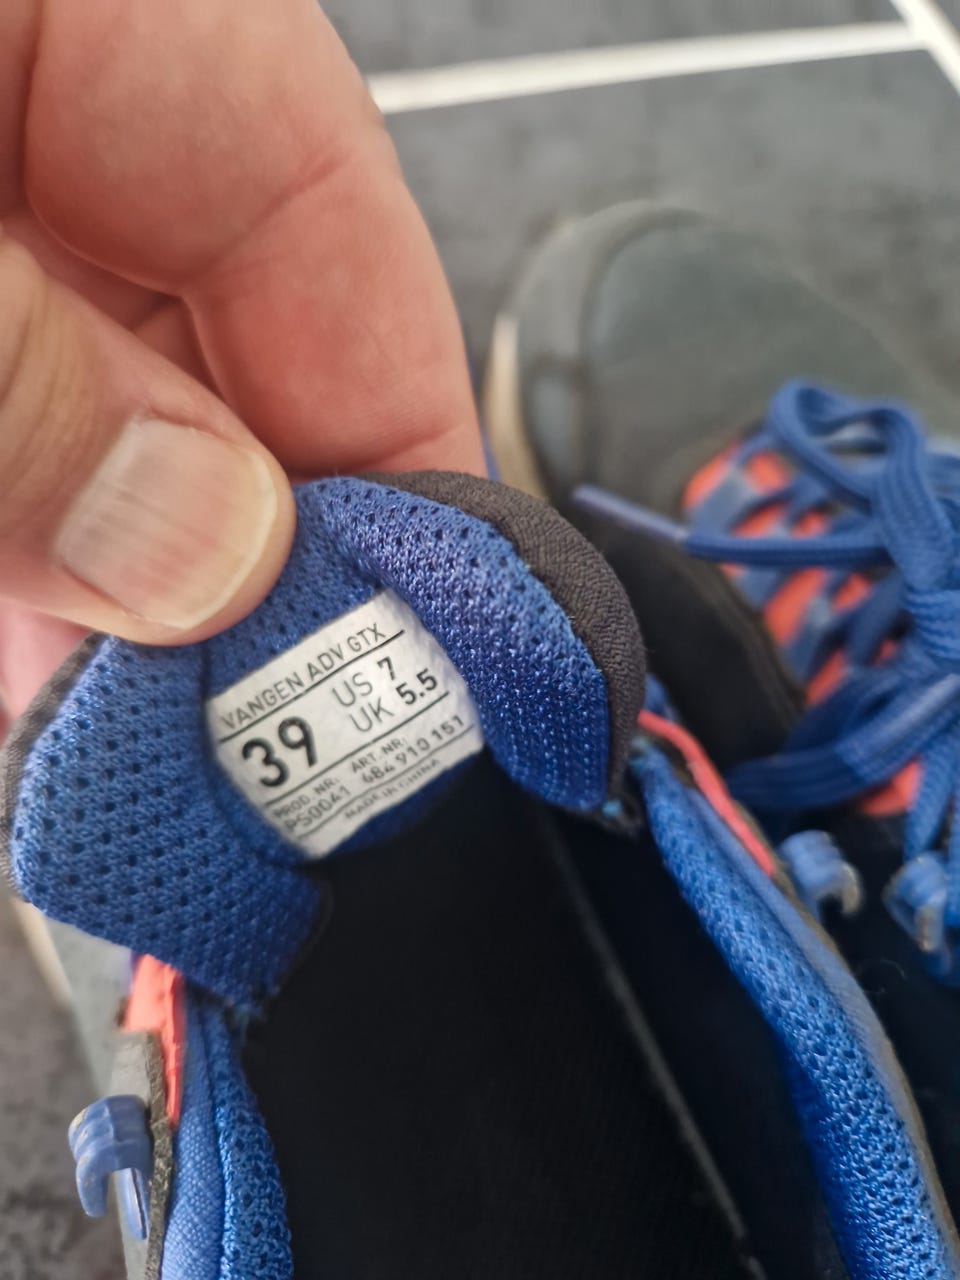 VANGEN ADV GTX
39 US 7
UK 5.5
PROD. NR: ART.NR:
PS0041 684 910 151
MADE IN CHINA